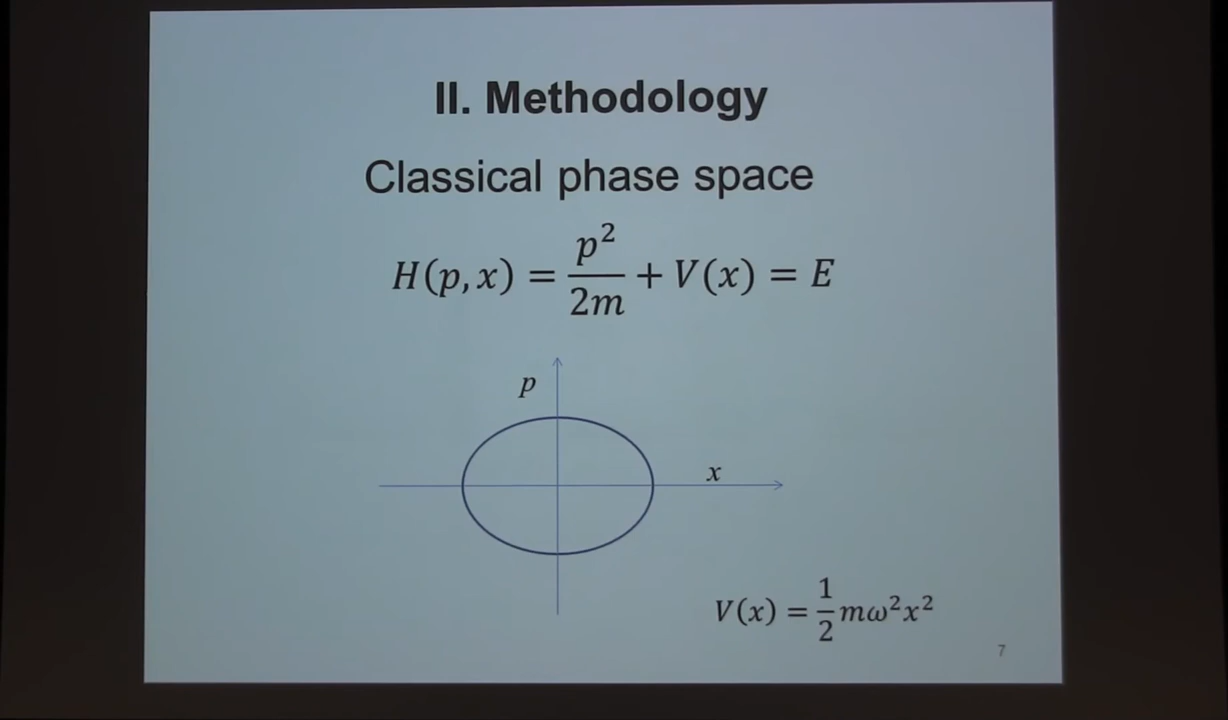 II. Methodology
Classical phase space
H(p,x) = p²/2m + V(x) = E
p
x
V(x) = 1/2 mω²x²
7